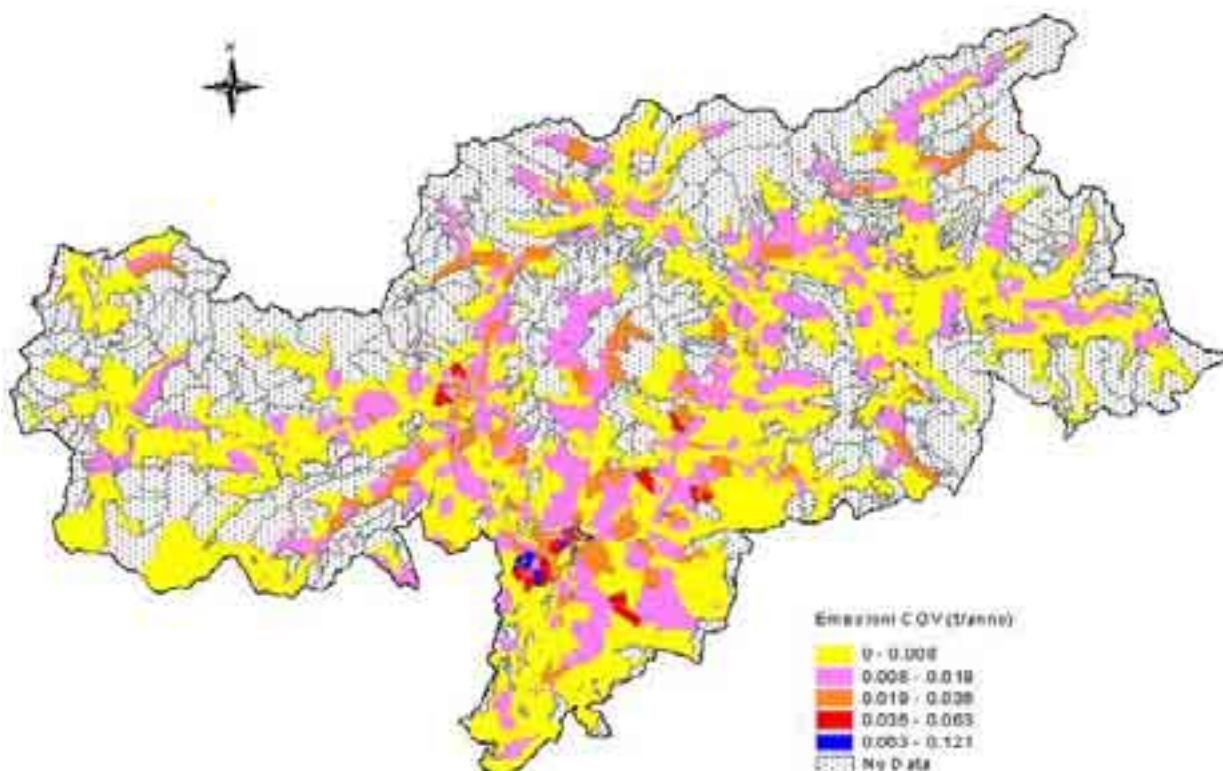 N
Emissioni COV (t/anno)
0 - 0.008
0.008 - 0.019
0.019 - 0.036
0.036 - 0.063
0.063 - 0.121
No Data